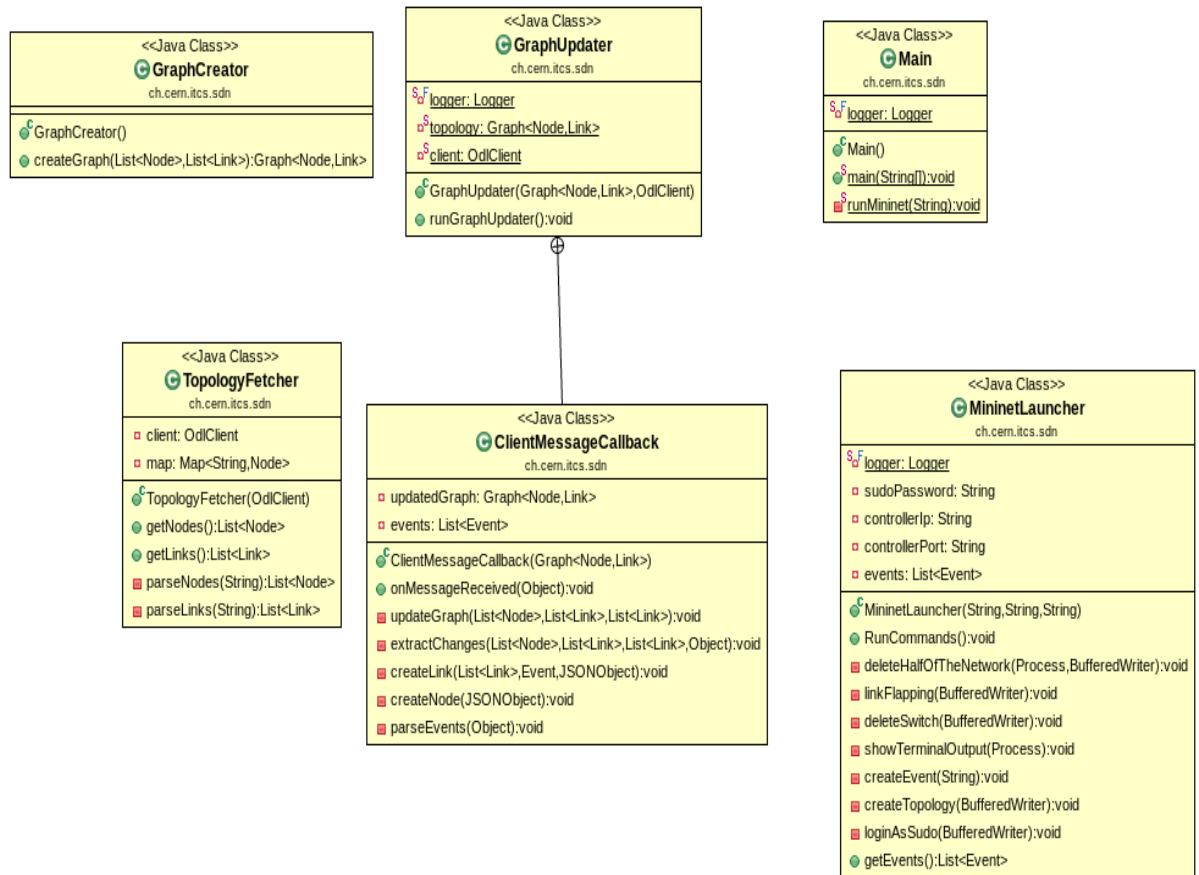 <<Java Class>>
GraphCreator
ch.cern.itcs.sdn
GraphCreator()
createGraph(List<Node>,List<Link>):Graph<Node,Link>
<<Java Class>>
GraphUpdater
ch.cern.itcs.sdn
logger: Logger
topology: Graph<Node,Link>
client: OdlClient
GraphUpdater(Graph<Node,Link>,OdlClient)
runGraphUpdater():void
<<Java Class>>
Main
ch.cern.itcs.sdn
logger: Logger
Main()
main(String[]):void
runMininet(String):void
<<Java Class>>
TopologyFetcher
ch.cern.itcs.sdn
client: OdlClient
map: Map<String,Node>
TopologyFetcher(OdlClient)
getNodes():List<Node>
getLinks():List<Link>
parseNodes(String):List<Node>
parseLinks(String):List<Link>
<<Java Class>>
ClientMessageCallback
ch.cern.itcs.sdn
updatedGraph: Graph<Node,Link>
events: List<Event>
ClientMessageCallback(Graph<Node,Link>)
onMessageReceived(Object):void
updateGraph(List<Node>,List<Link>,List<Link>):void
extractChanges(List<Node>,List<Link>,List<Link>,Object):void
createLink(List<Link>,Event,JSONObject):void
createNode(JSONObject):void
parseEvents(Object):void
<<Java Class>>
MininetLauncher
ch.cern.itcs.sdn
logger: Logger
sudoPassword: String
controllerIp: String
controllerPort: String
events: List<Event>
MininetLauncher(String,String,String)
RunCommands():void
deleteHalfOfTheNetwork(Process,BufferedWriter):void
linkFlapping(BufferedWriter):void
deleteSwitch(BufferedWriter):void
showTerminalOutput(Process):void
createEvent(String):void
createTopology(BufferedWriter):void
loginAsSudo(BufferedWriter):void
getEvents():List<Event>